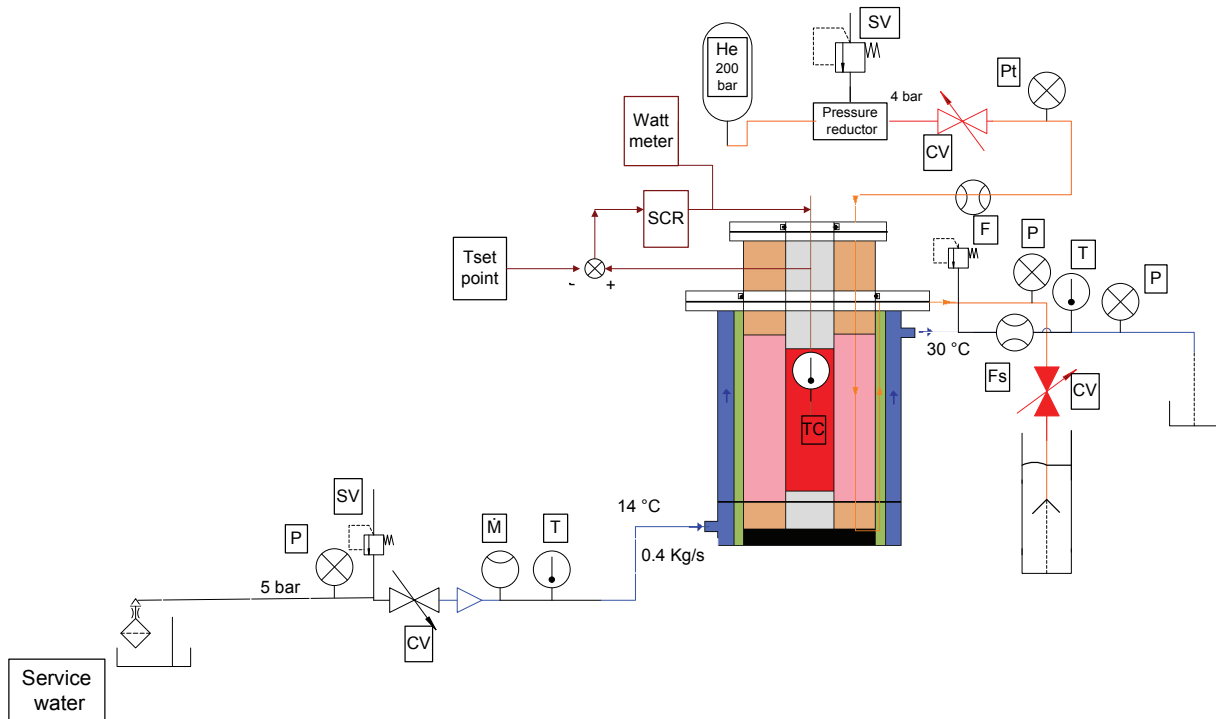 SV
He
200
bar
Pt
4 bar
Pressure
reductor
CV
Watt
meter
SCR
F
P
T
P
Tset
point
-
+
30 °C
Fs
CV
TC
14 °C
0.4 Kg/s
SV
P
Ṁ
T
5 bar
CV
Service
water